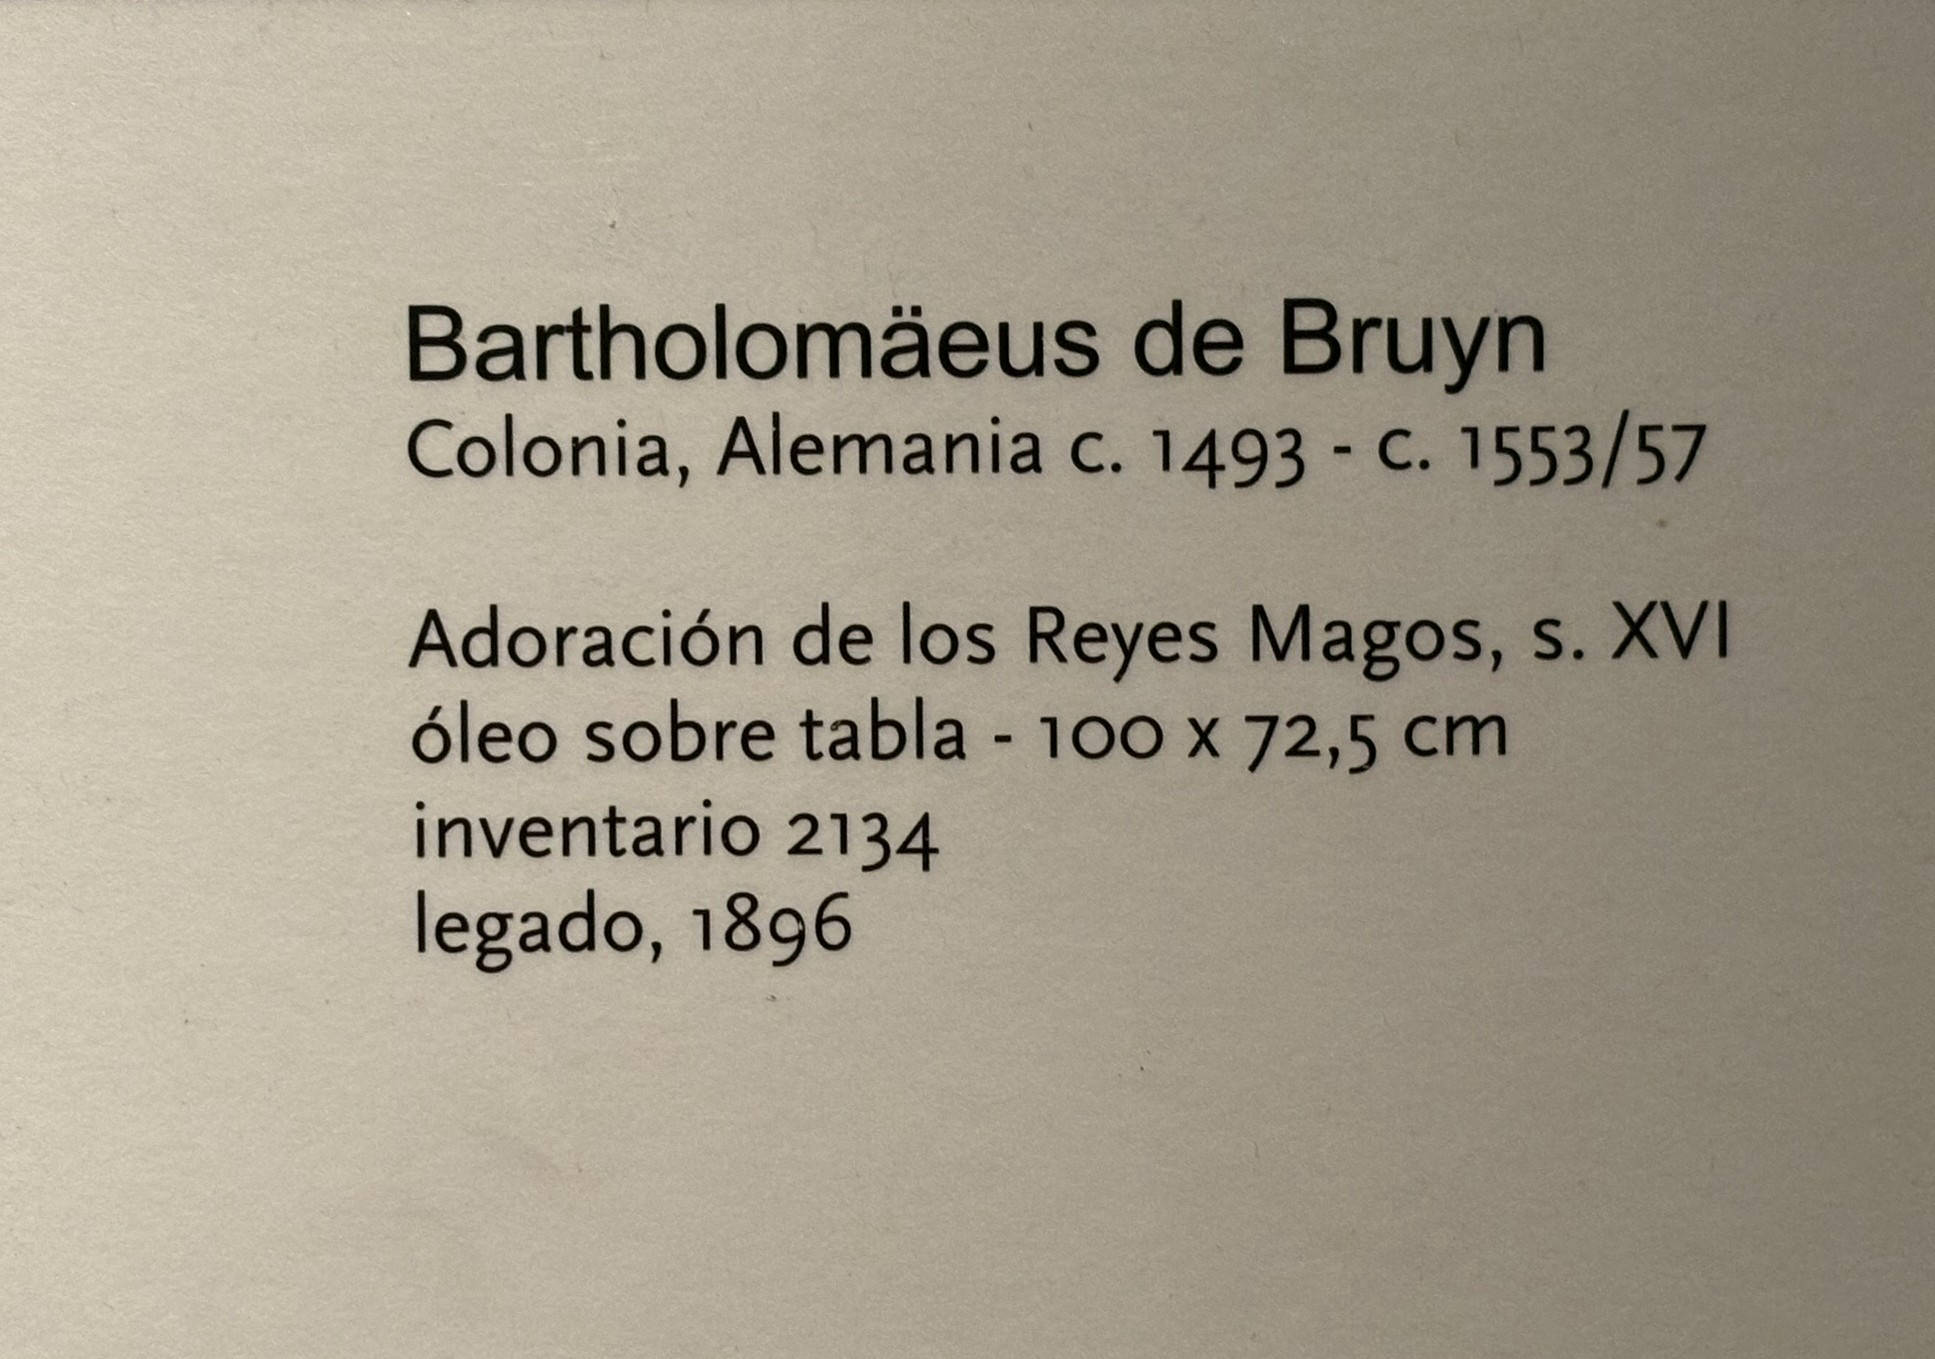 Bartholomäeus de Bruyn
Colonia, Alemania c. 1493 - c. 1553/57
Adoración de los Reyes Magos, s. XVI
óleo sobre tabla - 100 x 72,5 cm
inventario 2134
legado, 1896